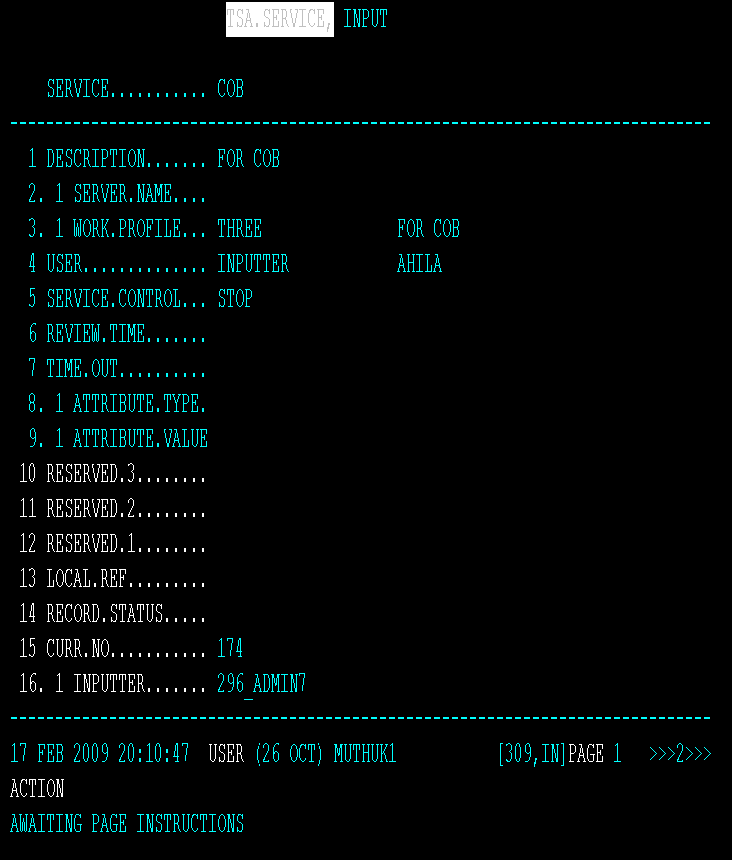 TSA.SERVICE, INPUT
SERVICE........... COB
1 DESCRIPTION....... FOR COB
2. 1 SERVER.NAME....
3. 1 WORK.PROFILE... THREE FOR COB
4 USER.............. INPUTTER AHILA
5 SERVICE.CONTROL... STOP
6 REVIEW.TIME.......
7 TIME.OUT..........
8. 1 ATTRIBUTE.TYPE.
9. 1 ATTRIBUTE.VALUE
10 RESERVED.3........
11 RESERVED.2........
12 RESERVED.1........
13 LOCAL.REF.........
14 RECORD.STATUS.....
15 CURR.NO........... 174
16. 1 INPUTTER....... 296_ADMIN7
17 FEB 2009 20:10:47 USER (26 OCT) MUTHUK1 [309,IN]PAGE 1 >>>2>>>
ACTION
AWAITING PAGE INSTRUCTIONS